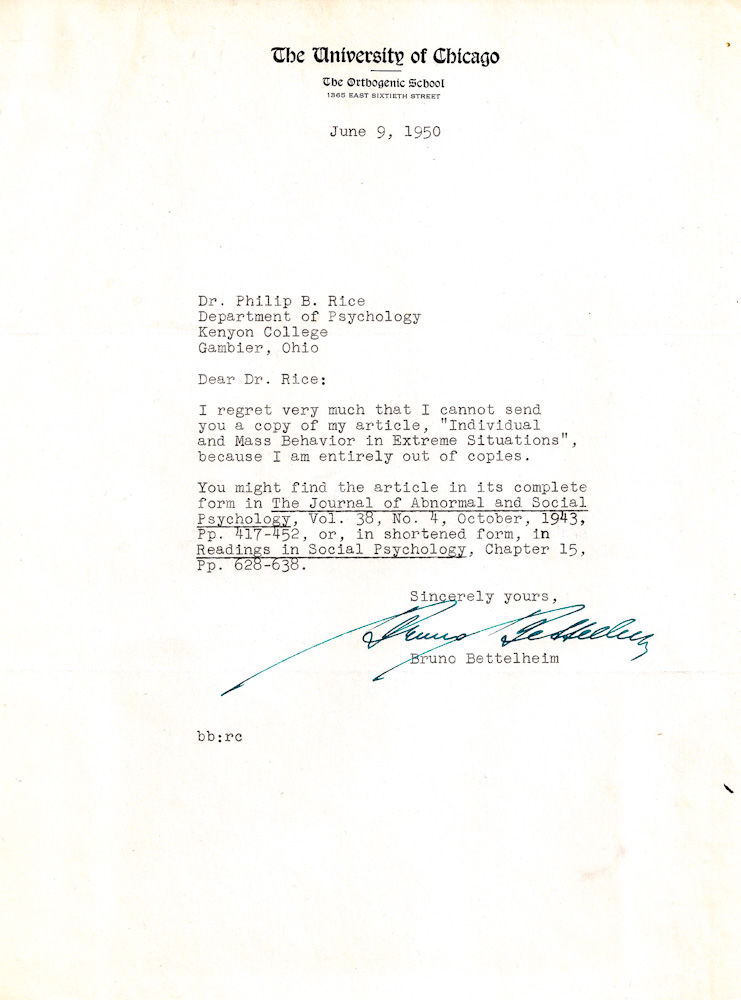 The University of Chicago
The Orthogenic School
1365 EAST SIXTIETH STREET
June 9, 1950
Dr. Philip B. Rice
Department of Psychology
Kenyon College
Gambier, Ohio
Dear Dr. Rice:
I regret very much that I cannot send
you a copy of my article, "Individual
and Mass Behavior in Extreme Situations",
because I am entirely out of copies.
You might find the article in its complete
form in The Journal of Abnormal and Social
Psychology, Vol. 38, No. 4, October, 1943,
Pp. 417-452, or, in shortened form, in
Readings in Social Psychology, Chapter 15,
Pp. 628-638.
Sincerely yours,
Bruno Bettelheim
Bruno Bettelheim
bb:rc